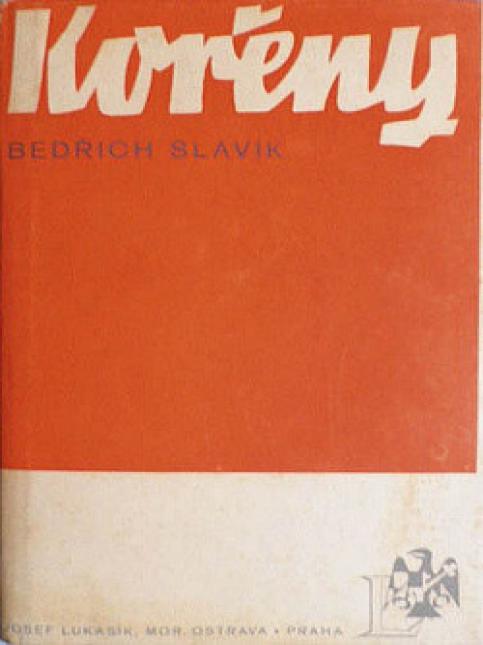 Kořeny
BEDŘICH SLAVÍK
JOSEF LUKASÍK, MOR. OSTRAVA • PRAHA
L